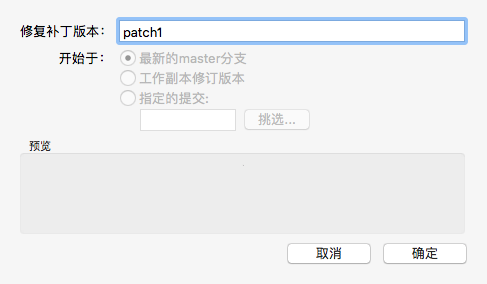 修复补丁版本: patch1
开始于: 最新的master分支
工作副本修订版本
指定的提交:
挑选...
预览
取消 确定